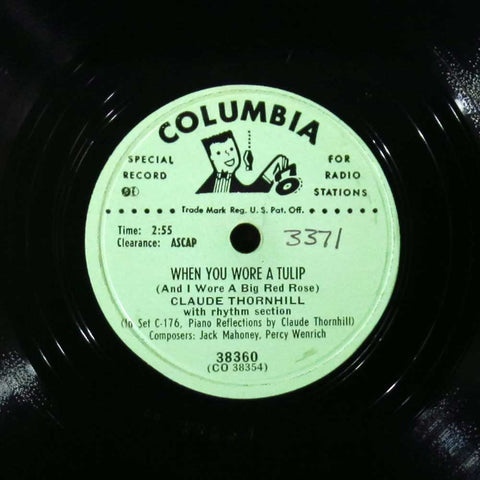 COLUMBIA
SPECIAL RECORD
FOR RADIO STATIONS
Trade Mark Reg. U. S. Pat. Off.
Time: 2:55
Clearance: ASCAP
3371
WHEN YOU WORE A TULIP
(And I Wore A Big Red Rose)
CLAUDE THORNHILL
with rhythm section
(In Set C-176, Piano Reflections by Claude Thornhill)
Composers: Jack Mahoney, Percy Wenrich
38360
(CO 38354)